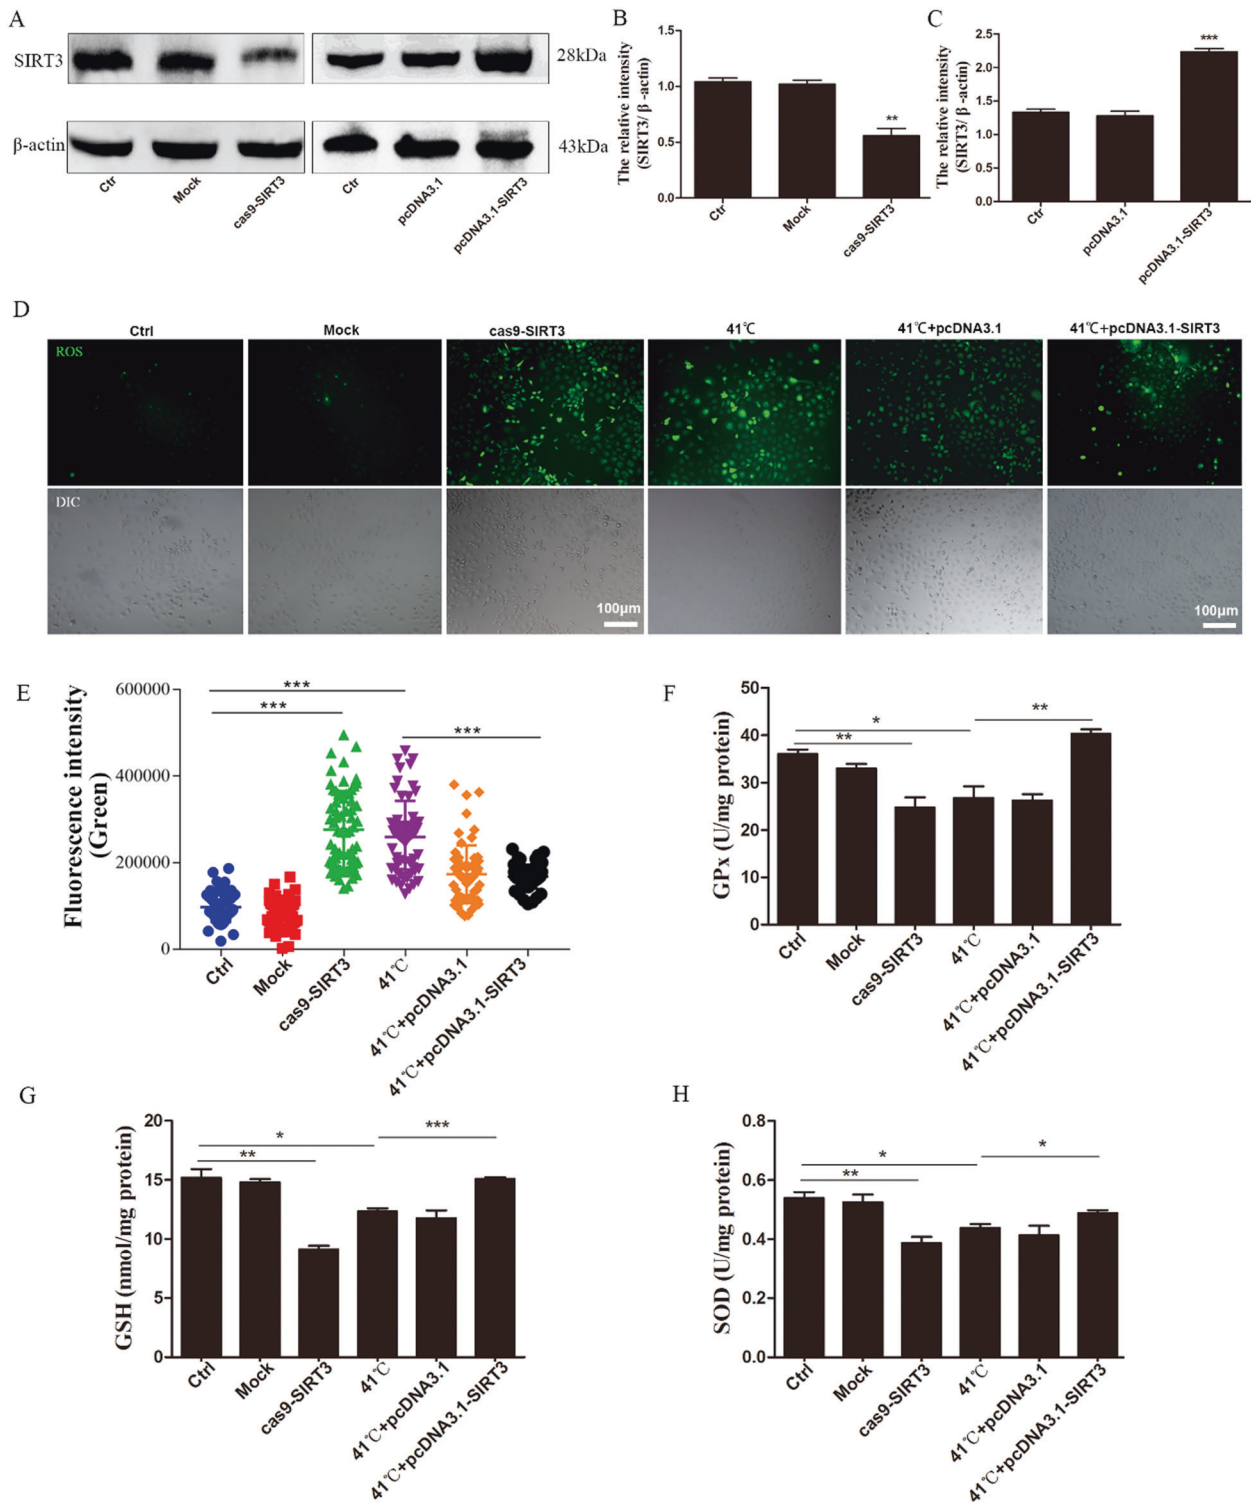 A
SIRT3
28kDa
β-actin
43kDa
Ctr
Mock
cas9-SIRT3
Ctr
pcDNA3.1
pcDNA3.1-SIRT3
B
The relative intensity
(SIRT3/ β -actin)
1.5
1.0
0.5
0.0
**
Ctr
Mock
cas9-SIRT3
C
The relative intensity
(SIRT3/ β -actin)
2.5
2.0
1.5
1.0
0.5
0.0
***
Ctr
pcDNA3.1
pcDNA3.1-SIRT3
D
Ctrl
Mock
cas9-SIRT3
41℃
41℃+pcDNA3.1
41℃+pcDNA3.1-SIRT3
ROS
DIC
100μm
100μm
E
Fluorescence intensity
(Green)
600000
400000
200000
0
***
***
***
Ctrl
Mock
cas9-SIRT3
41℃
41℃+pcDNA3.1
41℃+pcDNA3.1-SIRT3
F
GPx (U/mg protein)
50
40
30
20
10
0
*
**
**
Ctrl
Mock
cas9-SIRT3
41℃
41℃+pcDNA3.1
41℃+pcDNA3.1-SIRT3
G
GSH (nmol/mg protein)
20
15
10
5
0
*
**
***
Ctrl
Mock
cas9-SIRT3
41℃
41℃+pcDNA3.1
41℃+pcDNA3.1-SIRT3
H
SOD (U/mg protein)
0.8
0.6
0.4
0.2
0.0
*
**
*
Ctrl
Mock
cas9-SIRT3
41℃
41℃+pcDNA3.1
41℃+pcDNA3.1-SIRT3